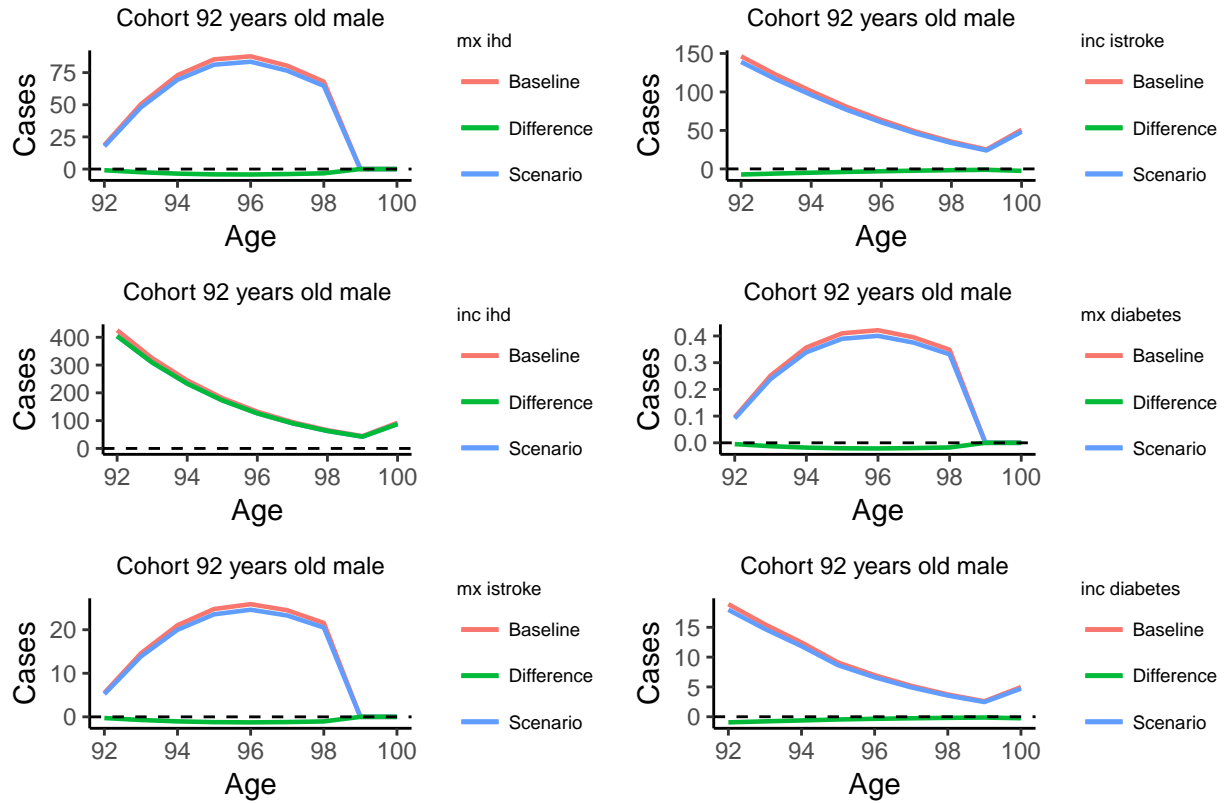 Cohort 92 years old male
mx ihd
Cases
75
50
25
0
92 94 96 98 100
Age
Baseline
Difference
Scenario
Cohort 92 years old male
inc istroke
Cases
150
100
50
0
92 94 96 98 100
Age
Baseline
Difference
Scenario
Cohort 92 years old male
inc ihd
Cases
400
300
200
100
0
92 94 96 98 100
Age
Baseline
Difference
Scenario
Cohort 92 years old male
mx diabetes
Cases
0.4
0.3
0.2
0.1
0.0
92 94 96 98 100
Age
Baseline
Difference
Scenario
Cohort 92 years old male
mx istroke
Cases
20
10
0
92 94 96 98 100
Age
Baseline
Difference
Scenario
Cohort 92 years old male
inc diabetes
Cases
15
10
5
0
92 94 96 98 100
Age
Baseline
Difference
Scenario